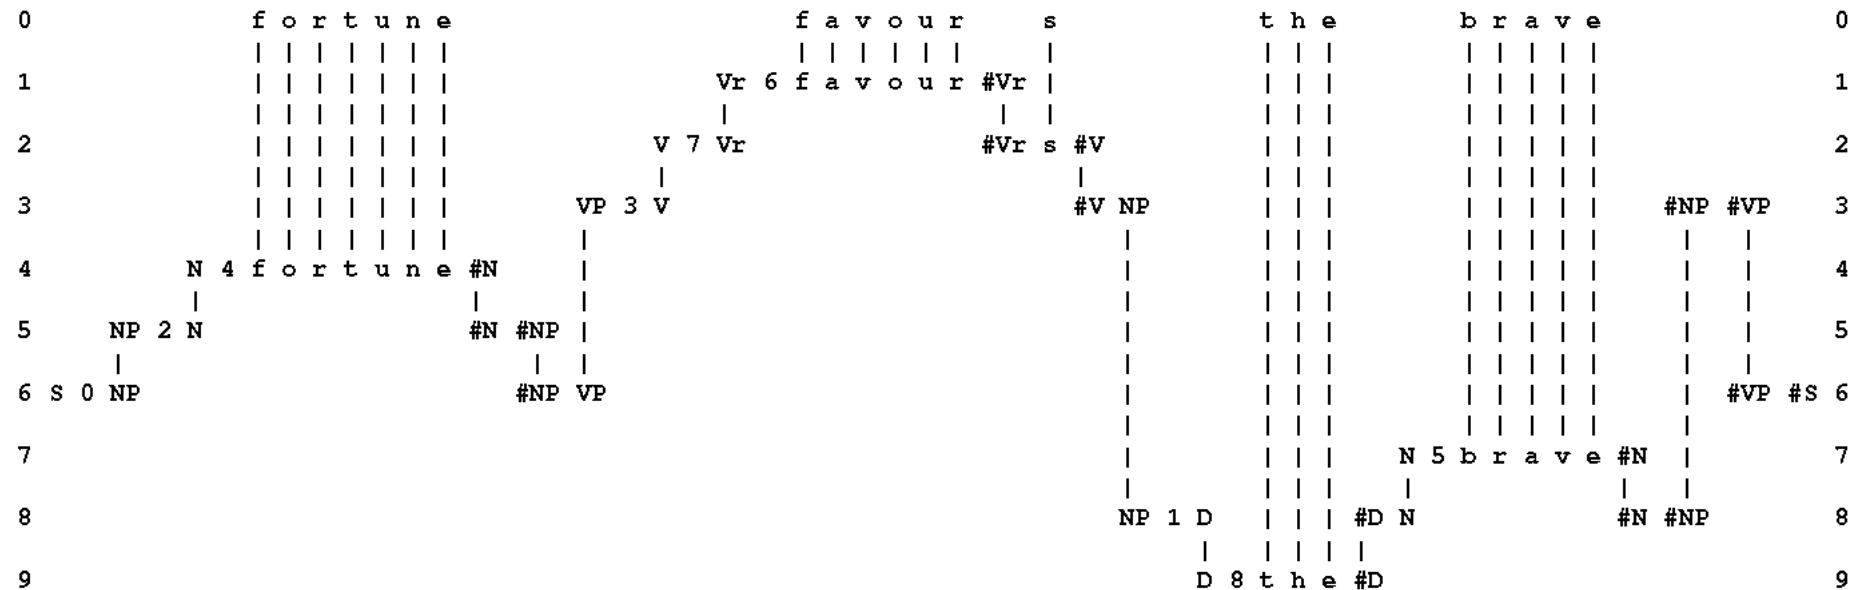 0 f o r t u n e f a v o u r s t h e b r a v e 0
| | | | | | | | | | | | | | | | | | | | | |
1 | | | | | | | Vr 6 f a v o u r #Vr | | | | | | | | | 1
| | | | | | | | | | | | | | | | | |
2 | | | | | | | V 7 Vr #Vr s #V | | | | | | | | 2
| | | | | | | | | | | | | | | | |
3 | | | | | | | VP 3 V #V NP | | | | | | | | #NP #VP 3
| | | | | | | | | | | | | | | | | | |
4 N 4 f o r t u n e #N | | | | | | | | | | | | 4
| | | | | | | | | | | | | |
5 NP 2 N #N #NP | | | | | | | | | | | | 5
| | | | | | | | | | | | | |
6 S 0 NP #NP VP | | | | | | | | | | #VP #S 6
| | | | | | | | | |
7 | | | | N 5 b r a v e #N | 7
| | | | | | |
8 NP 1 D | | | #D N #N #NP 8
| | | | |
9 D 8 t h e #D 9